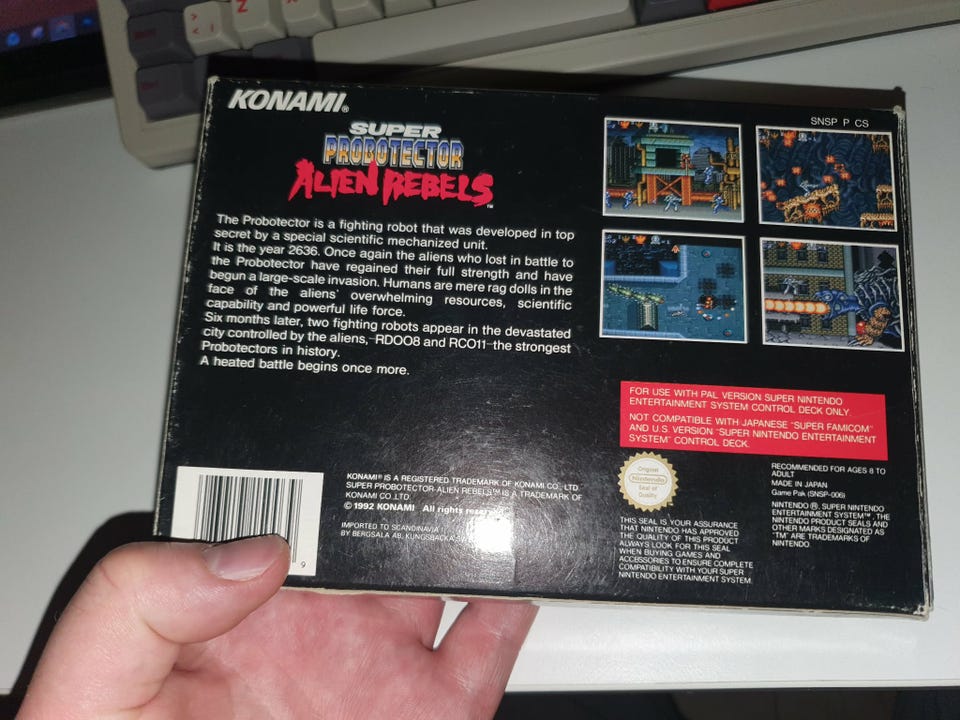 Z
KONAMI®
SUPER
PROBOTECTOR
ALIEN REBELS™
The Probotector is a fighting robot that was developed in top
secret by a special scientific mechanized unit.
It is the year 2636. Once again the aliens who lost in battle to
the Probotector have regained their full strength and have
begun a large-scale invasion. Humans are mere rag dolls in the
face of the aliens' overwhelming resources, scientific
capability and powerful life force.
Six months later, two fighting robots appear in the devastated
city controlled by the aliens, RD008 and RC011 the strongest
Probotectors in history.
A heated battle begins once more.
SNSP P CS
FOR USE WITH PAL VERSION SUPER NINTENDO
ENTERTAINMENT SYSTEM CONTROL DECK ONLY.
NOT COMPATIBLE WITH JAPANESE "SUPER FAMICOM"
AND U.S. VERSION "SUPER NINTENDO ENTERTAINMENT
SYSTEM" CONTROL DECK.
9
KONAMI® IS A REGISTERED TRADEMARK OF KONAMI CO., LTD.
SUPER PROBOTECTOR-ALIEN REBELS™ IS A TRADEMARK OF
KONAMI CO.,LTD.
© 1992 KONAMI All rights
IMPORTED TO SCANDINAVIA
BY BERGSALA AB, KUNGSBACKA
Original
Nintendo
Seal of
Quality
THIS SEAL IS YOUR ASSURANCE
THAT NINTENDO HAS APPROVED
THE QUALITY OF THIS PRODUCT.
ALWAYS LOOK FOR THIS SEAL
WHEN BUYING GAMES AND
ACCESSORIES TO ENSURE COMPLETE
COMPATIBILITY WITH YOUR SUPER
NINTENDO ENTERTAINMENT SYSTEM.
RECOMMENDED FOR AGES 8 TO
ADULT
MADE IN JAPAN
Game Pak (SNSP-006)
NINTENDO ®, SUPER NINTENDO
ENTERTAINMENT SYSTEM™, THE
NINTENDO PRODUCT SEALS AND
OTHER MARKS DESIGNATED AS
"TM" ARE TRADEMARKS OF
NINTENDO.